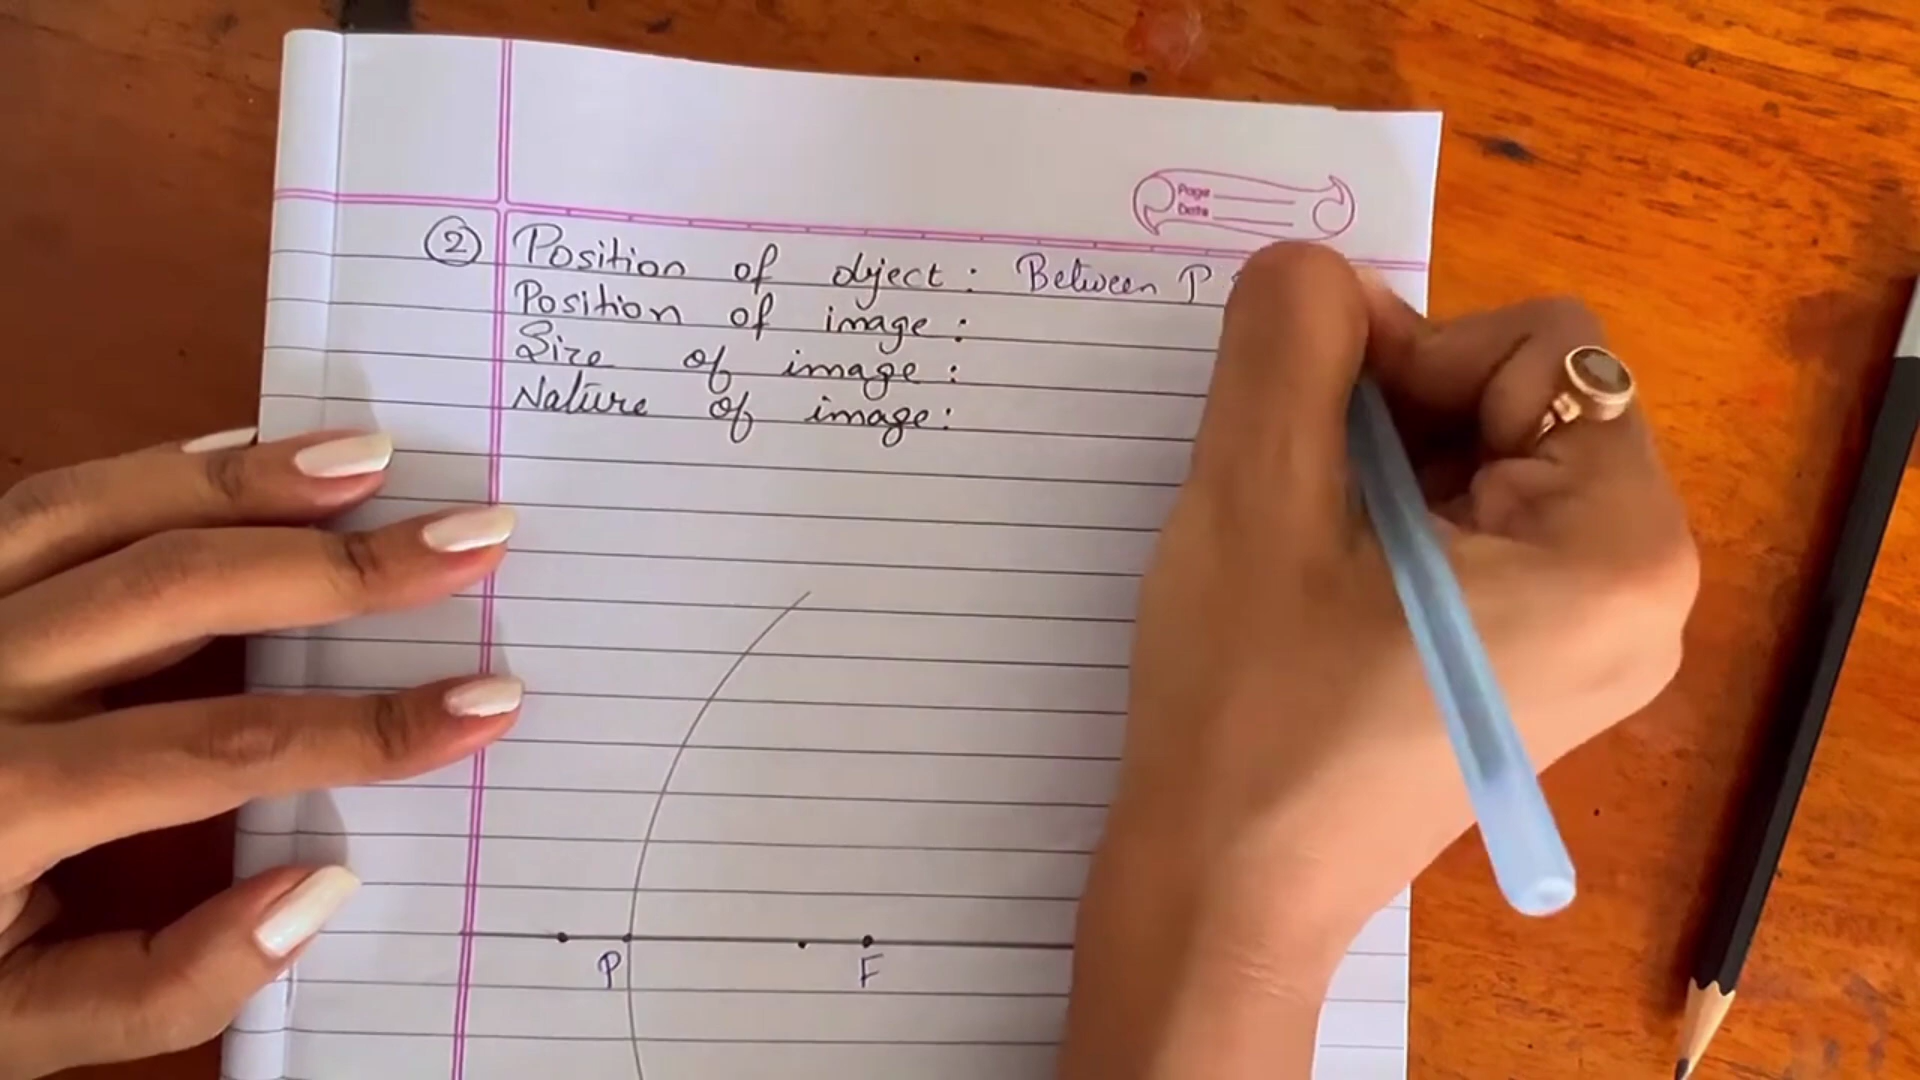 Page
Date
② Position of object : Between P
Position of image :
Size of image :
Nature of image :
P F